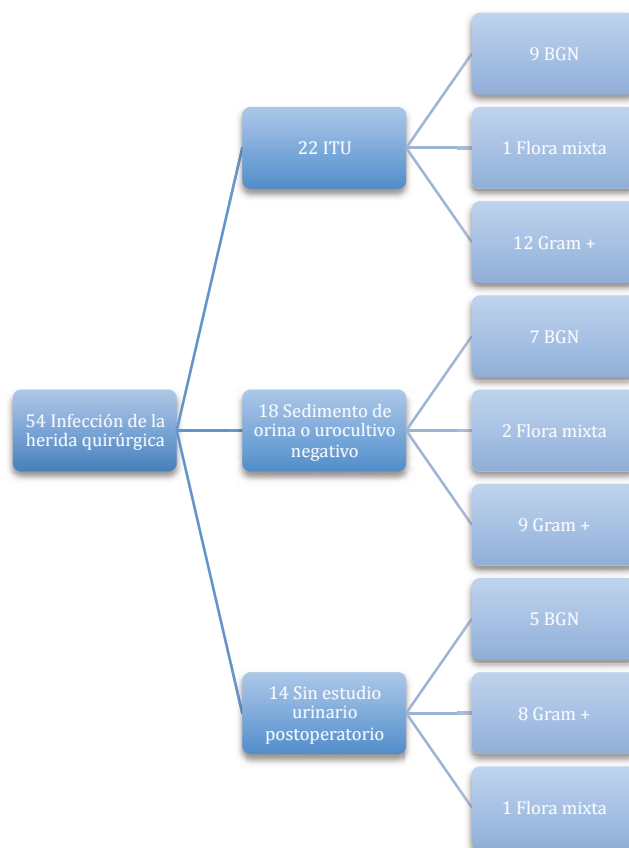 54 Infección de la
herida quirúrgica
22 ITU
9 BGN
1 Flora mixta
12 Gram +
18 Sedimento de
orina o urocultivo
negativo
7 BGN
2 Flora mixta
9 Gram +
14 Sin estudio
urinario
postoperatorio
5 BGN
8 Gram +
1 Flora mixta